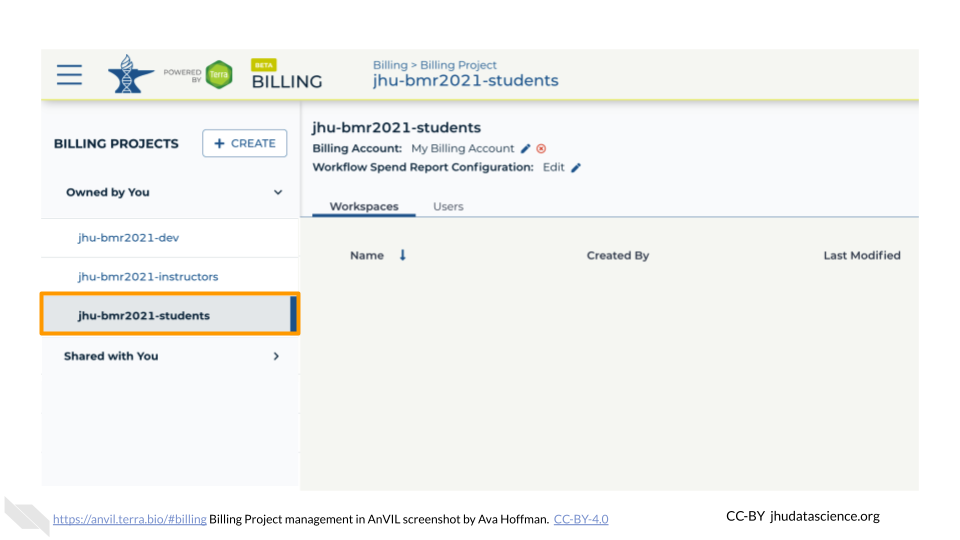 POWERED BY Terra
BETA
BILLING
Billing > Billing Project
jhu-bmr2021-students
BILLING PROJECTS
+ CREATE
Owned by You
jhu-bmr2021-dev
jhu-bmr2021-instructors
jhu-bmr2021-students
Shared with You
jhu-bmr2021-students
Billing Account: My Billing Account
Workflow Spend Report Configuration: Edit
Workspaces Users
Name Created By Last Modified
https://anvil.terra.bio/#billing Billing Project management in AnVIL screenshot by Ava Hoffman. CC-BY-4.0
CC-BY jhudatascience.org